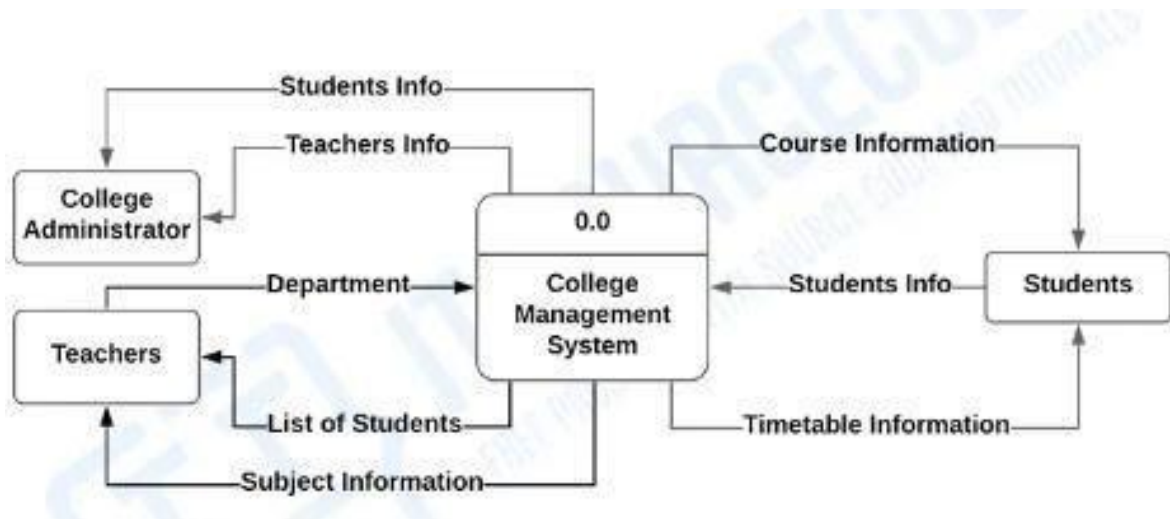 Students Info
Teachers Info
Course Information
College
Administrator
0.0
Department
College
Management
System
Students Info
Students
Teachers
List of Students
Timetable Information
Subject Information